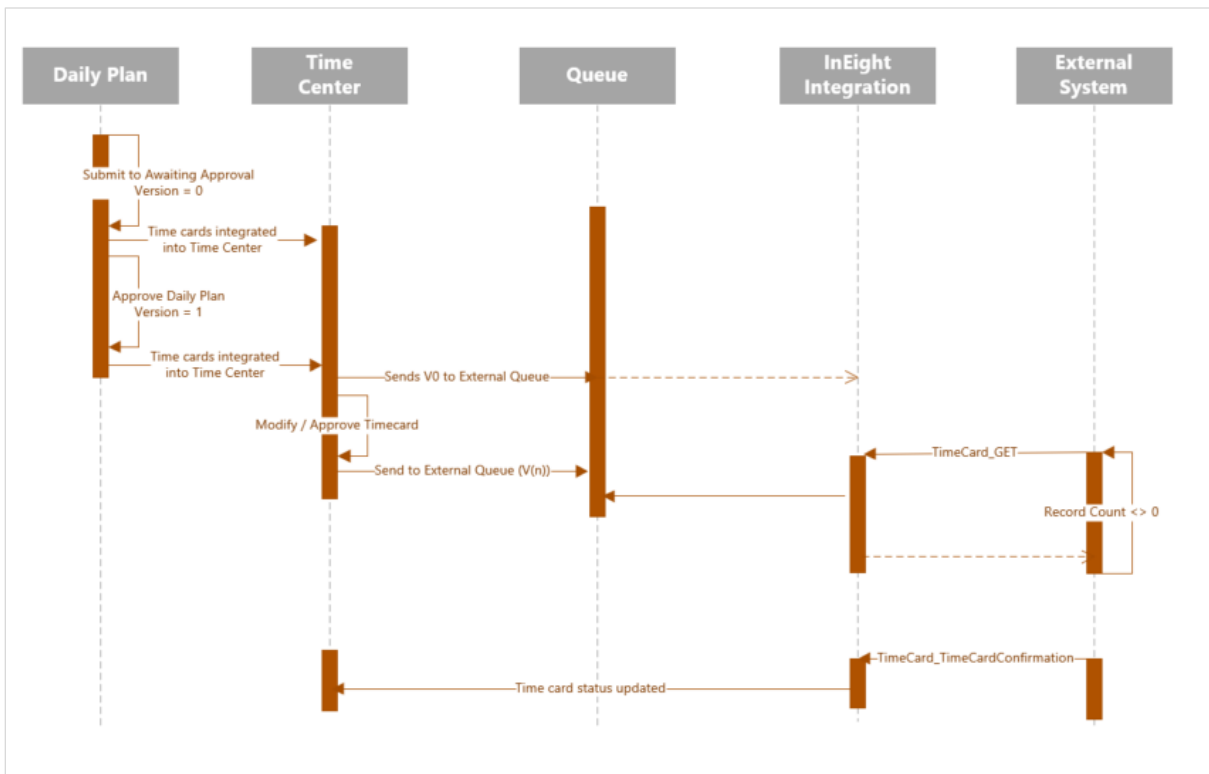 Daily Plan
Time
Center
Queue
InEight
Integration
External
System
Submit to Awaiting Approval
Version = 0
Time cards integrated
into Time Center
Approve Daily Plan
Version = 1
Time cards integrated
into Time Center
Sends V0 to External Queue
Modify / Approve Timecard
TimeCard_GET
Send to External Queue (V(n))
Record Count <> 0
TimeCard_TimeCardConfirmation
Time card status updated